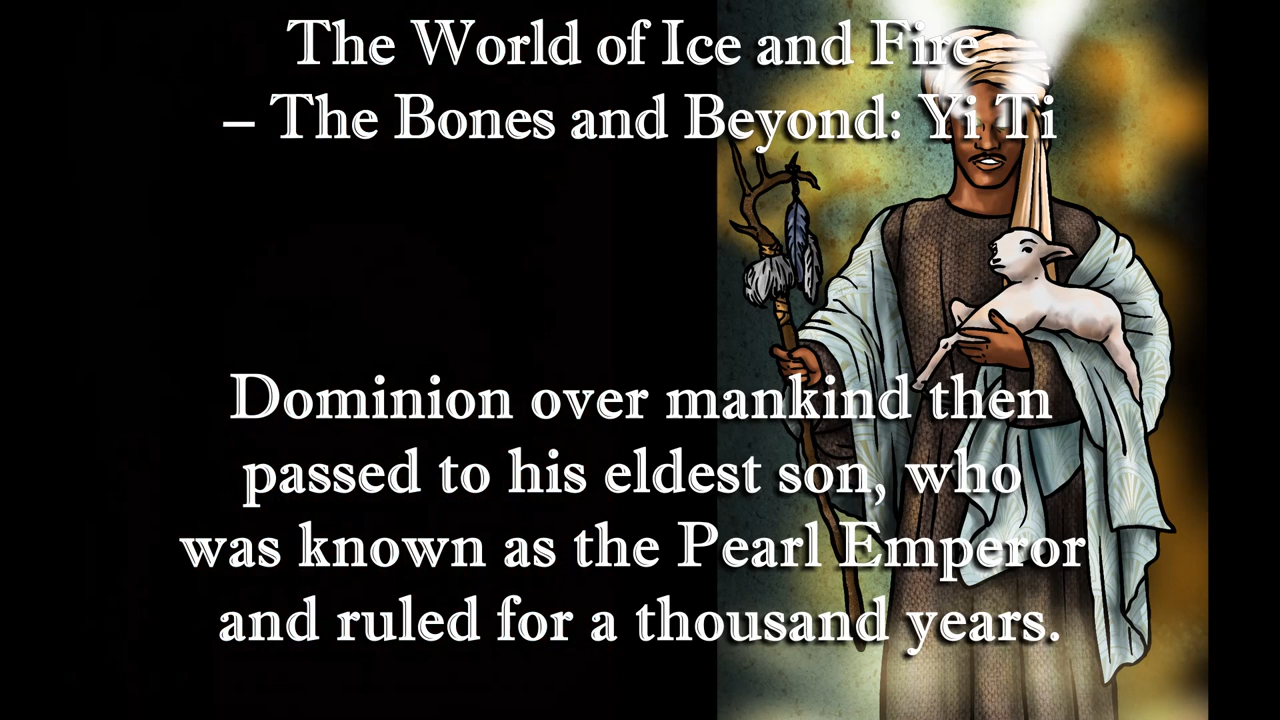 The World of Ice and Fire
– The Bones and Beyond: Yi Ti
Dominion over mankind then
passed to his eldest son, who
was known as the Pearl Emperor
and ruled for a thousand years.